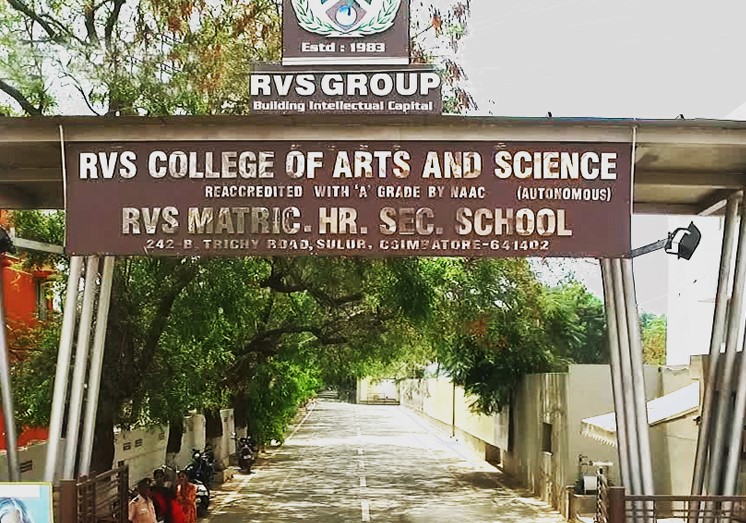 Estd : 1983
RVS GROUP
Building Intellectual Capital
RVS COLLEGE OF ARTS AND SCIENCE
REACCREDITED WITH 'A' GRADE BY NAAC (AUTONOMOUS)
RVS MATRIC. HR. SEC. SCHOOL
242-B, TRICHY ROAD, SULUR, COIMBATORE-641402